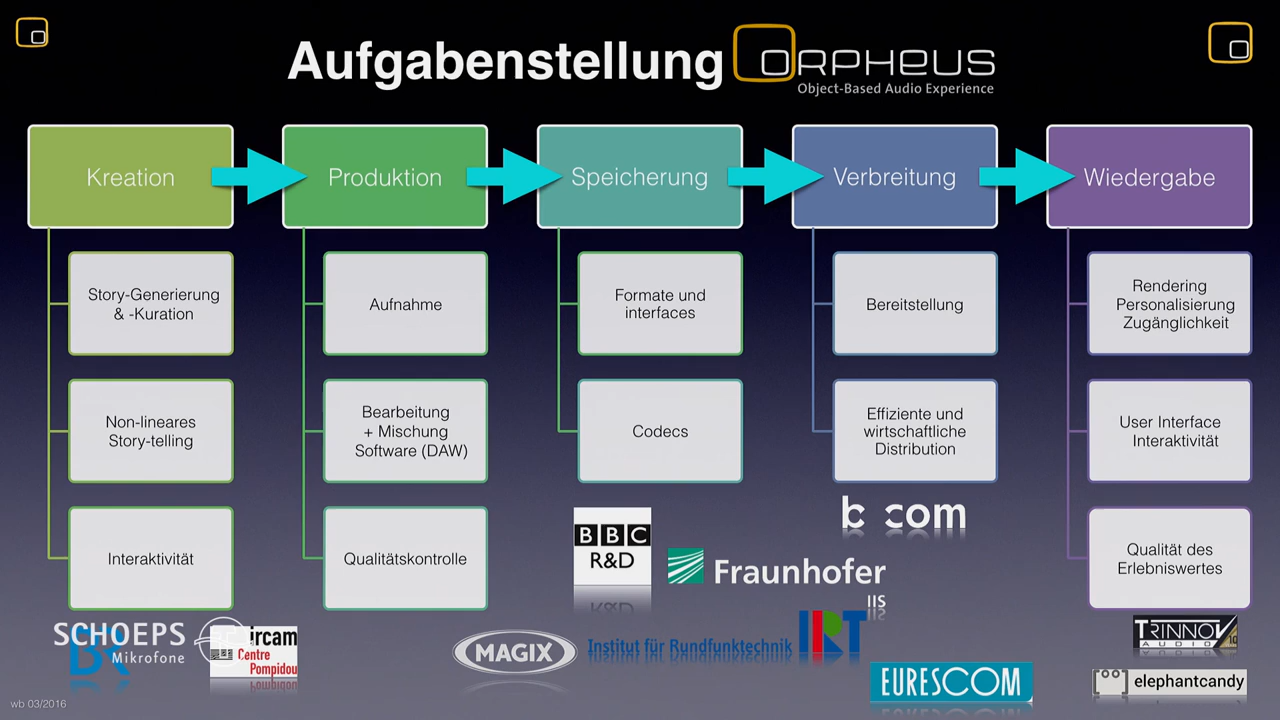 Aufgabenstellung
ORPHEUS
Object-Based Audio Experience
Kreation
Produktion
Speicherung
Verbreitung
Wiedergabe
Story-Generierung
& -Kuration
Non-lineares
Story-telling
Interaktivität
Aufnahme
Bearbeitung
+ Mischung
Software (DAW)
Qualitätskontrolle
Formate und
interfaces
Codecs
Bereitstellung
Effiziente und
wirtschaftliche
Distribution
Rendering
Personalisierung
Zugänglichkeit
User Interface
Interaktivität
Qualität des
Erlebniswertes
b com
BBC
R&D
Fraunhofer
IIS
SCHOEPS
Mikrofone
BR
ircam
Centre
Pompidou
MAGIX
Institut für Rundfunktechnik
IRT
EURESCOM
TRINNOV
AUDIO
elephantcandy
wb 03/2016